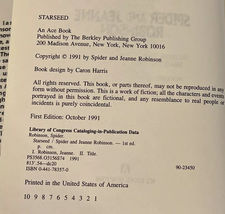 STARSEED
An Ace Book
Published by The Berkley Publishing Group
200 Madison Avenue, New York, New York 10016
Copyright © 1991 by Spider and Jeanne Robinson
Book design by Caron Harris
All rights reserved. This book, or parts thereof, may not be reproduced in any
form without permission. This is a work of fiction; all the characters and events
portrayed in this book are fictional, and any resemblance to real people or
incidents is purely coincidental.
First Edition: October 1991
Library of Congress Cataloging-in-Publication Data
Robinson, Spider.
Starseed / Spider and Jeanne Robinson. — 1st ed.
p. cm.
I. Robinson, Jeanne. II. Title.
PS3568.O3156S74 1991
813'.54—dc20 90-23450
ISBN 0-441-78357-0
Printed in the United States of America
10 9 8 7 6 5 4 3 2 1